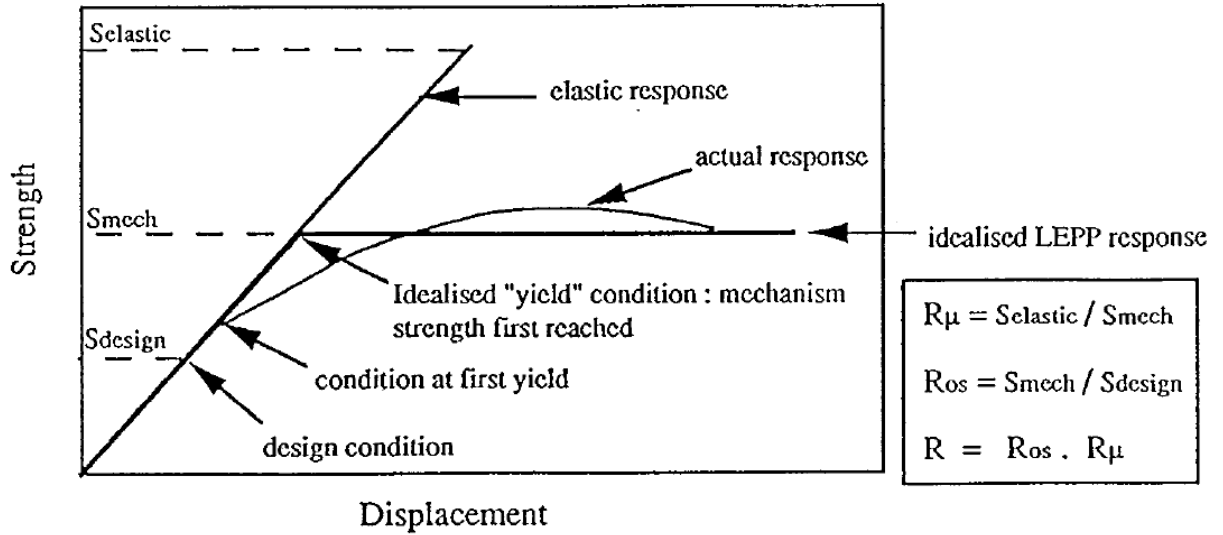 Selastic
elastic response
actual response
Smech
idealised LEPP response
Strength
Idealised "yield" condition : mechanism
strength first reached
Rμ = Selastic / Smech
Sdesign
condition at first yield
Ros = Smech / Sdesign
design condition
R = Ros . Rμ
Displacement